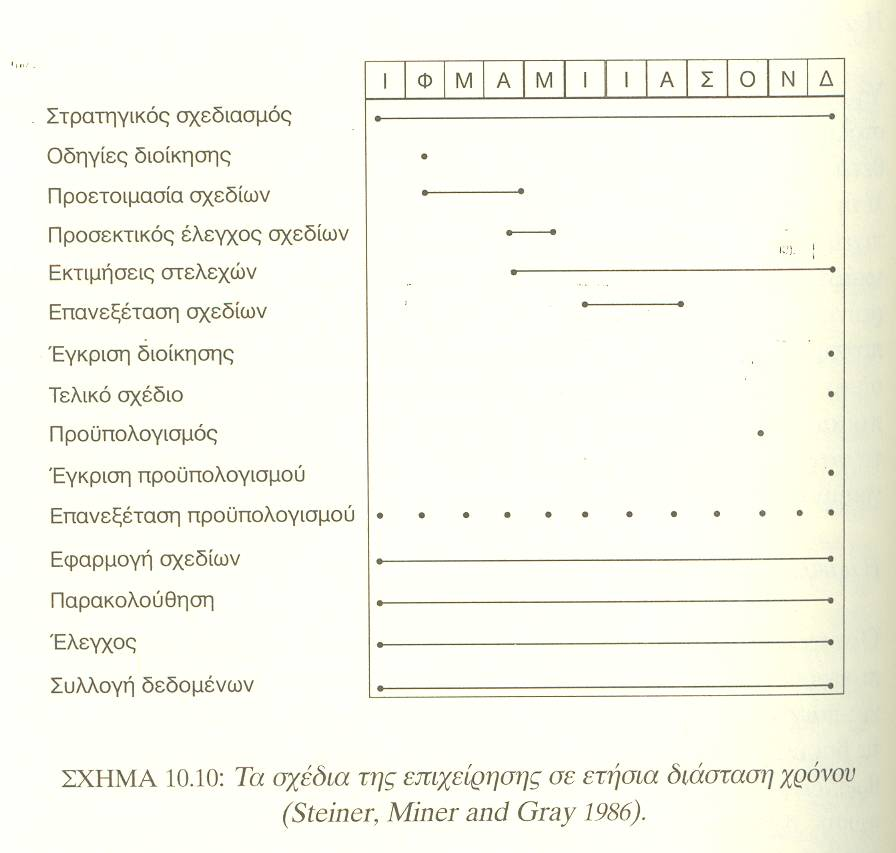 Ι Φ Μ Α Μ Ι Ι Α Σ Ο Ν Δ
Στρατηγικός σχεδιασμός
Οδηγίες διοίκησης
Προετοιμασία σχεδίων
Προσεκτικός έλεγχος σχεδίων
Εκτιμήσεις στελεχών
Επανεξέταση σχεδίων
Έγκριση διοίκησης
Τελικό σχέδιο
Προϋπολογισμός
Έγκριση προϋπολογισμού
Επανεξέταση προϋπολογισμού
Εφαρμογή σχεδίων
Παρακολούθηση
Έλεγχος
Συλλογή δεδομένων
ΣΧΗΜΑ 10.10: Τα σχέδια της επιχείρησης σε ετήσια διάσταση χρόνου
(Steiner, Miner and Gray 1986).